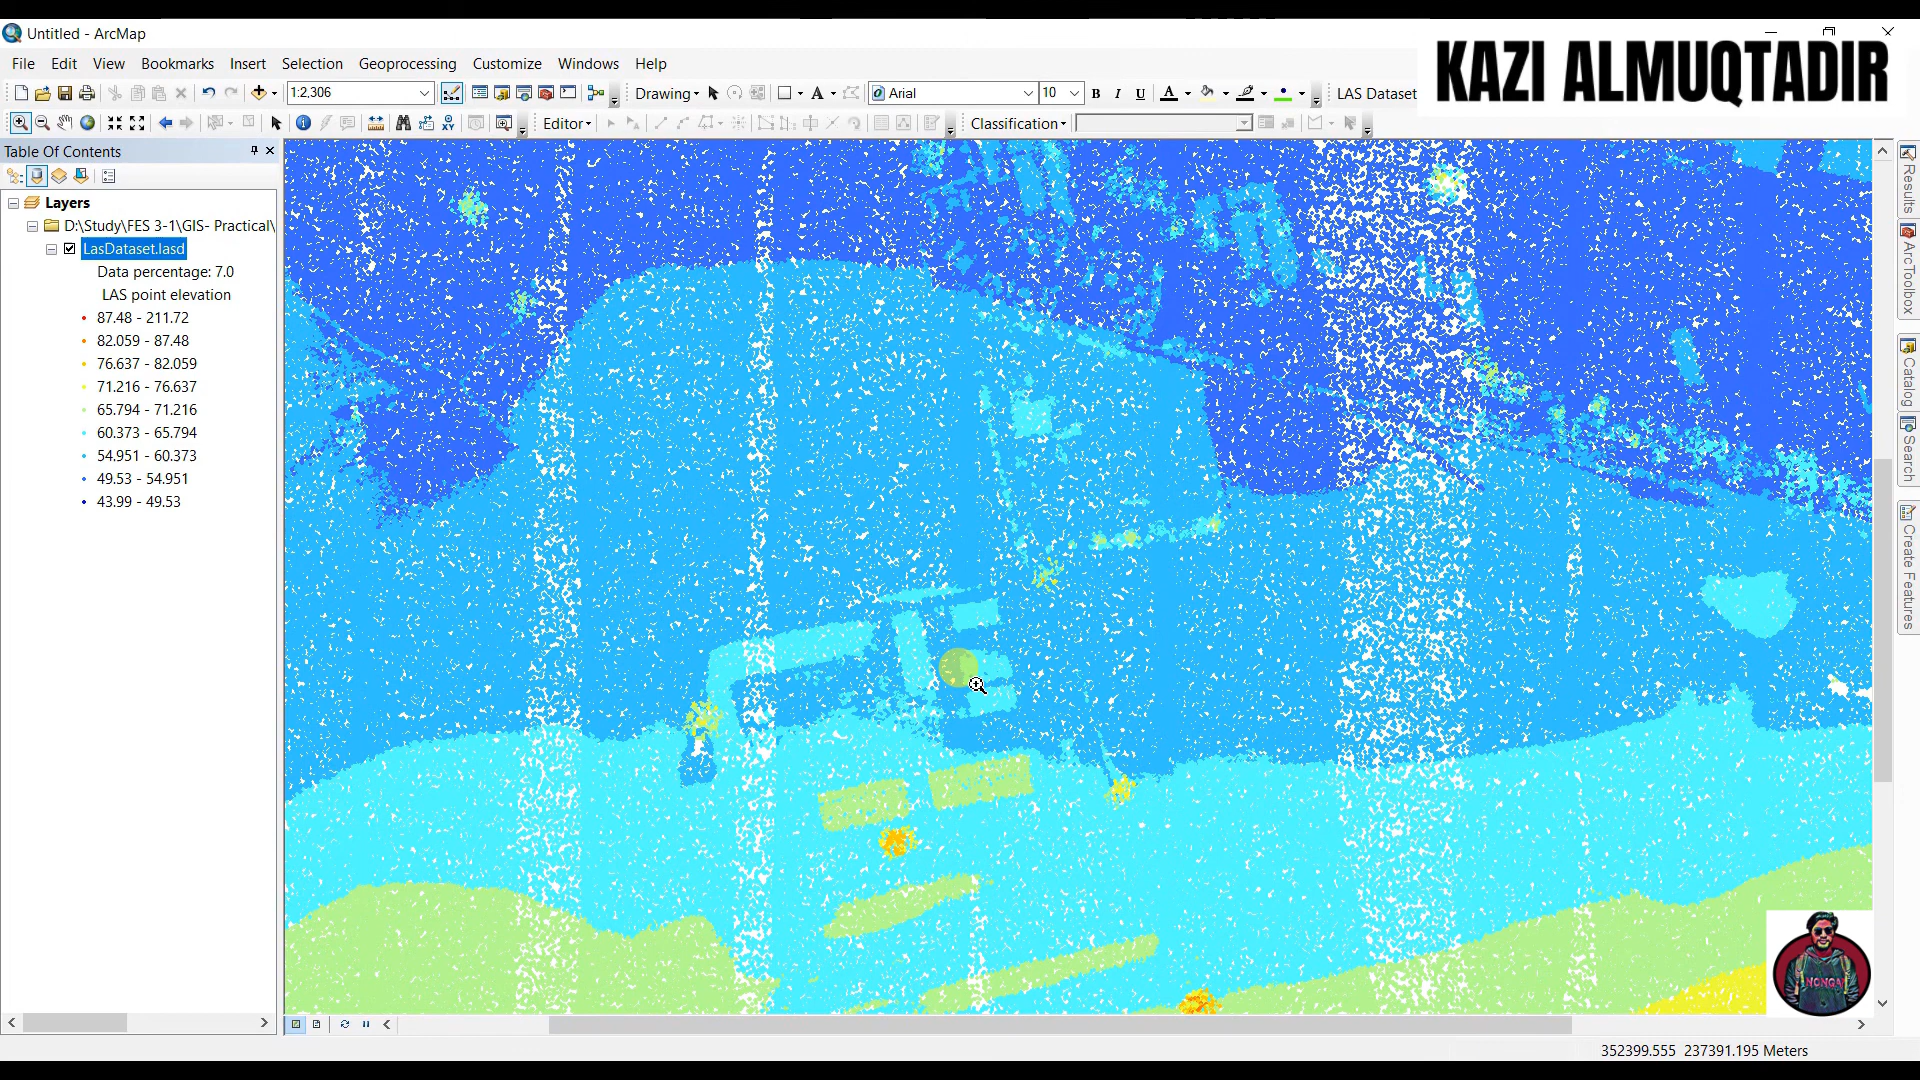 Untitled - ArcMap
KAZI ALMUQTADIR
File Edit View Bookmarks Insert Selection Geoprocessing Customize Windows Help
1:2,306 Drawing Arial 10 B I U A LAS Dataset
Editor Classification
Table Of Contents
Layers
D:\Study\FES 3-1\GIS- Practical\
LasDataset.lasd
Data percentage: 7.0
LAS point elevation
87.48 - 211.72
82.059 - 87.48
76.637 - 82.059
71.216 - 76.637
65.794 - 71.216
60.373 - 65.794
54.951 - 60.373
49.53 - 54.951
43.99 - 49.53
Results
ArcToolbox
Catalog
Search
Create Features
NONGAR
352399.555 237391.195 Meters